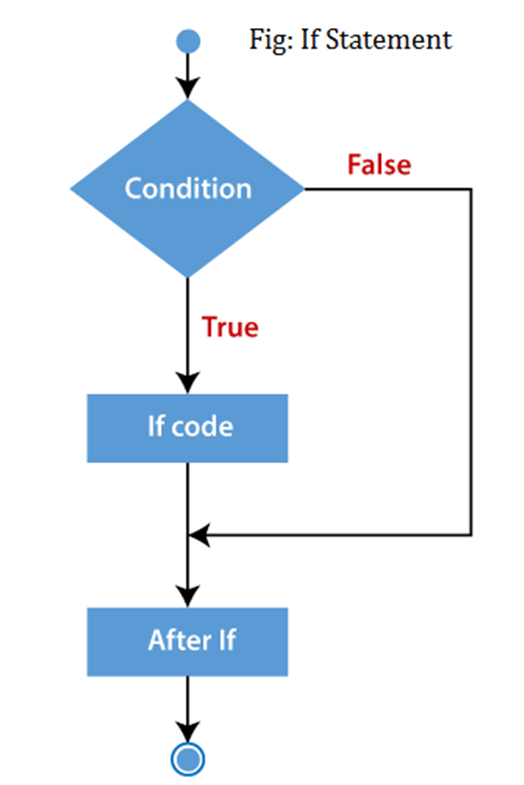 Fig: If Statement
Condition
False
True
If code
After If